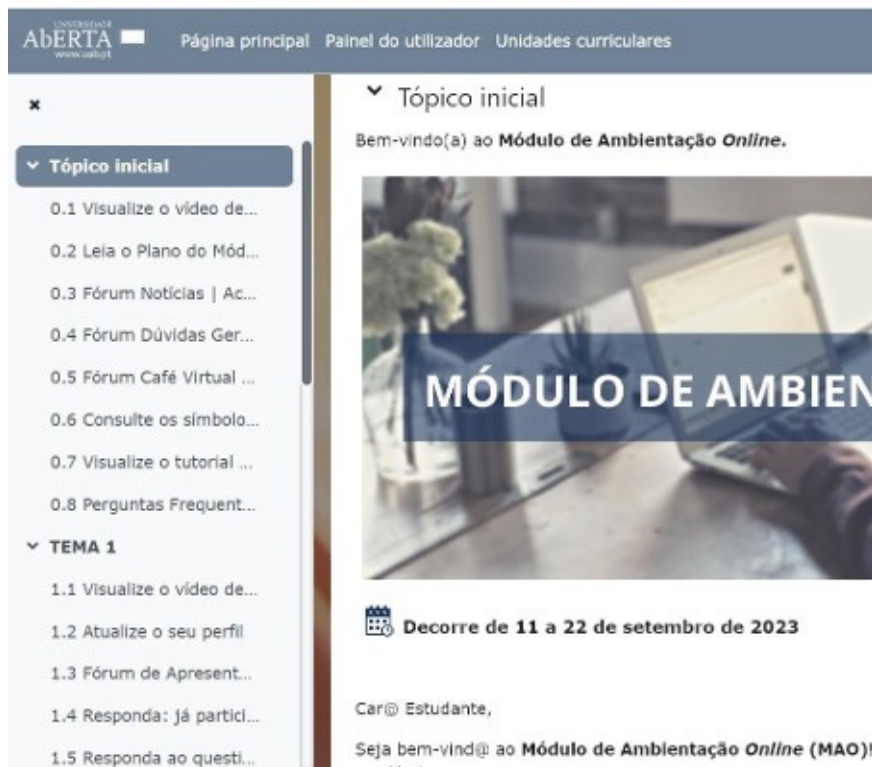 UNIVERSIDADE
AbERTA
www.uab.pt
Página principal Painel do utilizador Unidades curriculares
Tópico inicial
0.1 Visualize o vídeo de...
0.2 Leia o Plano do Mód...
0.3 Fórum Notícias | Ac...
0.4 Fórum Dúvidas Ger...
0.5 Fórum Café Virtual ...
0.6 Consulte os símbolo...
0.7 Visualize o tutorial ...
0.8 Perguntas Frequent...
TEMA 1
1.1 Visualize o vídeo de...
1.2 Atualize o seu perfil
1.3 Fórum de Apresent...
1.4 Responda: já partici...
1.5 Responda ao questi...
Tópico inicial
Bem-vindo(a) ao Módulo de Ambientação Online.
MÓDULO DE AMBIEN
Decorre de 11 a 22 de setembro de 2023
Car@ Estudante,
Seja bem-vind@ ao Módulo de Ambientação Online (MAO)!